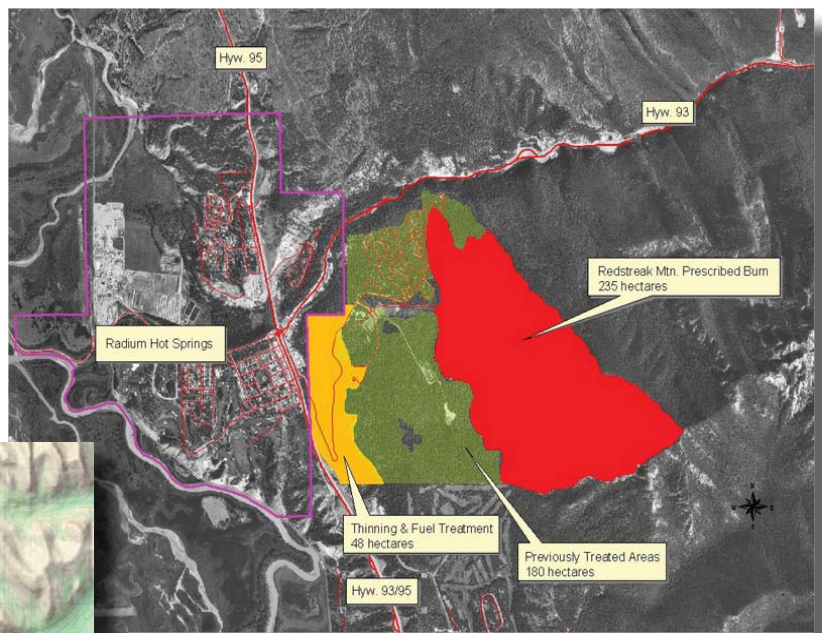 Hyw. 95
Hyw. 93
Redstreak Mtn. Prescribed Burn
235 hectares
Radium Hot Springs
Thinning & Fuel Treatment
48 hectares
Previously Treated Areas
180 hectares
Hyw. 93/95